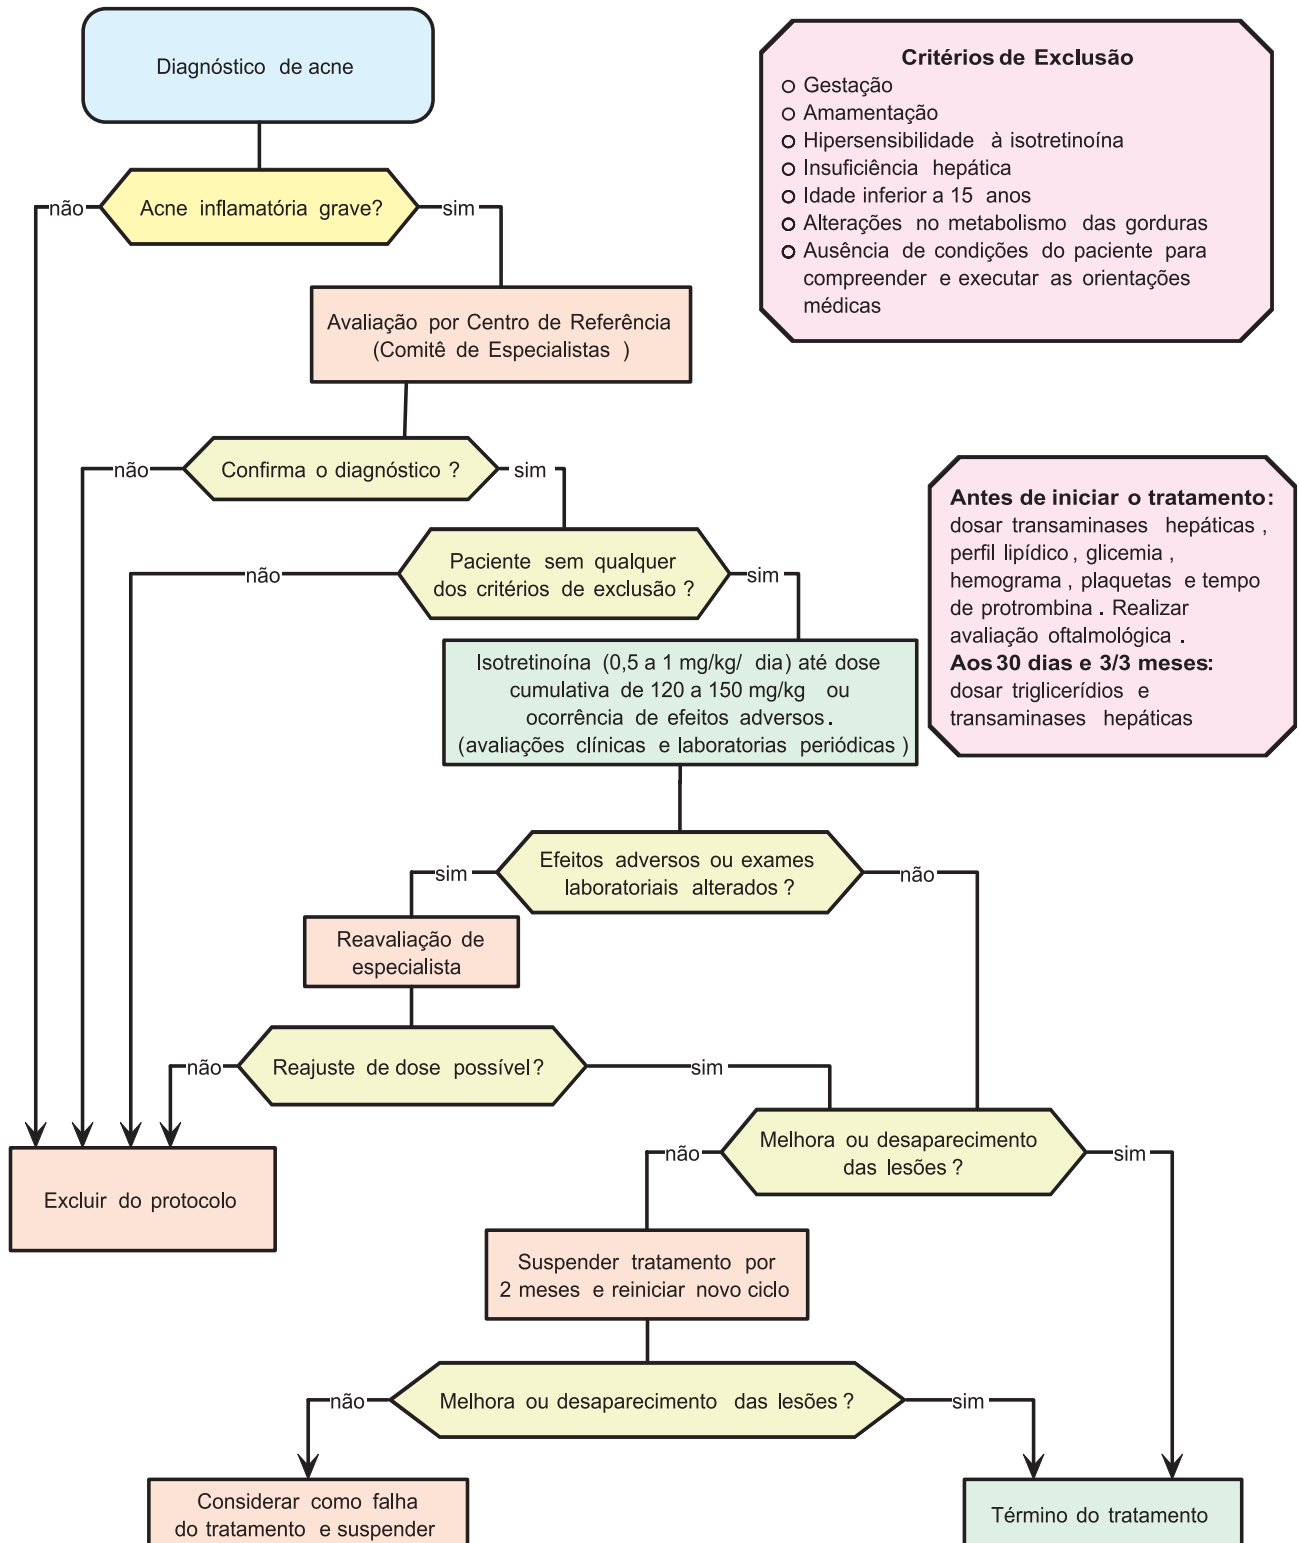 Diagnóstico de acne
Critérios de Exclusão
Gestação
Amamentação
Hipersensibilidade à isotretinoína
Insuficiência hepática
Idade inferior a 15 anos
Alterações no metabolismo das gorduras
Ausência de condições do paciente para
compreender e executar as orientações
médicas
não
Acne inflamatória grave?
sim
Avaliação por Centro de Referência
(Comitê de Especialistas )
não
Confirma o diagnóstico ?
sim
Antes de iniciar o tratamento:
dosar transaminases hepáticas ,
perfil lipídico , glicemia ,
hemograma , plaquetas e tempo
de protrombina . Realizar
avaliação oftalmológica .
Aos 30 dias e 3/3 meses:
dosar triglicerídios e
transaminases hepáticas
não
Paciente sem qualquer
dos critérios de exclusão ?
sim
Isotretinoína (0,5 a 1 mg/kg/ dia) até dose
cumulativa de 120 a 150 mg/kg ou
ocorrência de efeitos adversos.
(avaliações clínicas e laboratorias periódicas )
sim
Efeitos adversos ou exames
laboratoriais alterados ?
não
Reavaliação de
especialista
não
Reajuste de dose possível?
sim
não
Melhora ou desaparecimento
das lesões ?
sim
Excluir do protocolo
Suspender tratamento por
2 meses e reiniciar novo ciclo
não
Melhora ou desaparecimento das lesões ?
sim
Considerar como falha
do tratamento e suspender
Término do tratamento